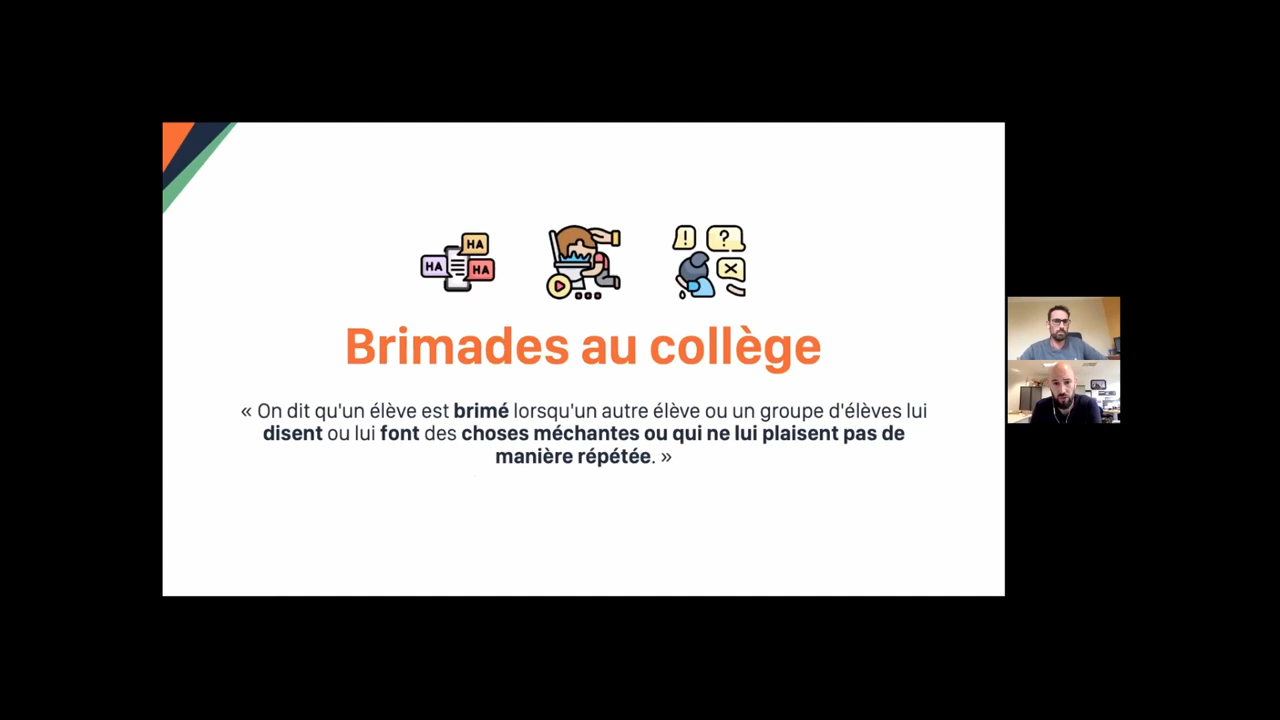 HA
HA
HA
!
?
Brimades au collège
« On dit qu'un élève est brimé lorsqu'un autre élève ou un groupe d'élèves lui
disent ou lui font des choses méchantes ou qui ne lui plaisent pas de
manière répétée. »